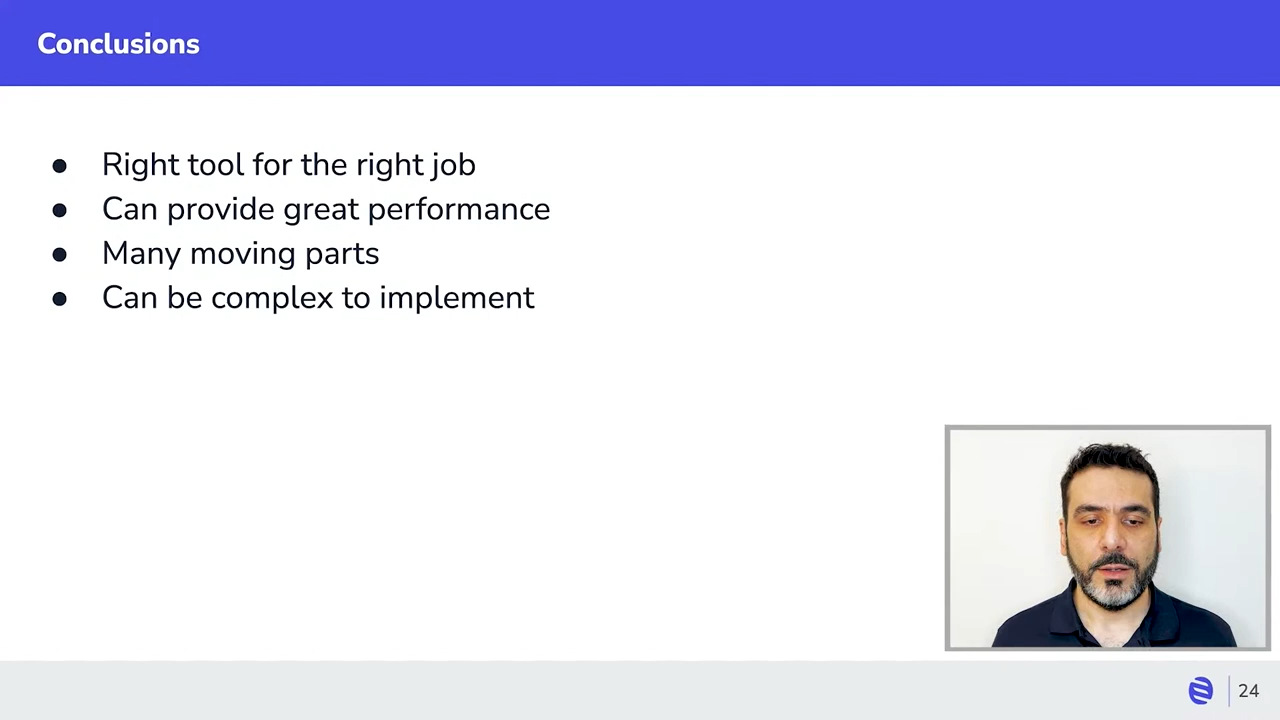 Conclusions
● Right tool for the right job
● Can provide great performance
● Many moving parts
● Can be complex to implement
24